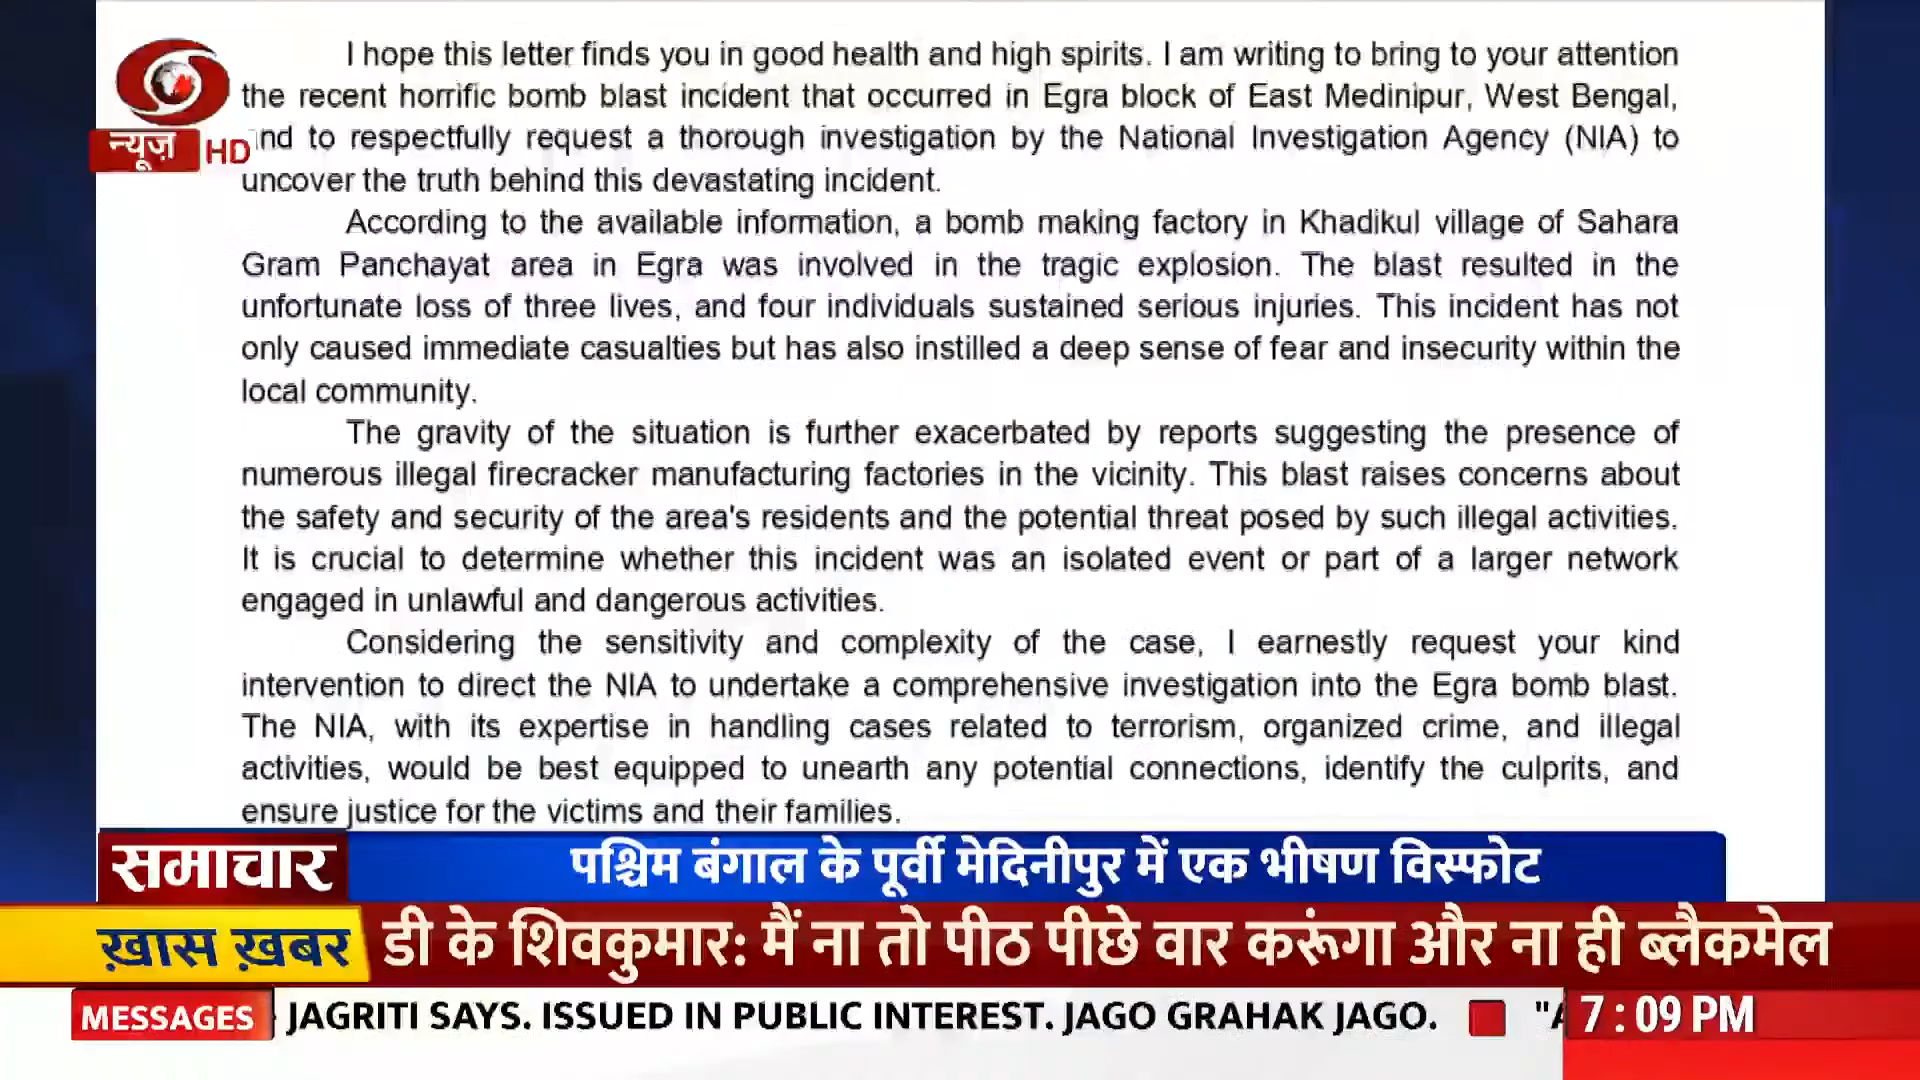 I hope this letter finds you in good health and high spirits. I am writing to bring to your attention
the recent horrific bomb blast incident that occurred in Egra block of East Medinipur, West Bengal,
and to respectfully request a thorough investigation by the National Investigation Agency (NIA) to
uncover the truth behind this devastating incident.
According to the available information, a bomb making factory in Khadikul village of Sahara
Gram Panchayat area in Egra was involved in the tragic explosion. The blast resulted in the
unfortunate loss of three lives, and four individuals sustained serious injuries. This incident has not
only caused immediate casualties but has also instilled a deep sense of fear and insecurity within the
local community.
The gravity of the situation is further exacerbated by reports suggesting the presence of
numerous illegal firecracker manufacturing factories in the vicinity. This blast raises concerns about
the safety and security of the area's residents and the potential threat posed by such illegal activities.
It is crucial to determine whether this incident was an isolated event or part of a larger network
engaged in unlawful and dangerous activities.
Considering the sensitivity and complexity of the case, I earnestly request your kind
intervention to direct the NIA to undertake a comprehensive investigation into the Egra bomb blast.
The NIA, with its expertise in handling cases related to terrorism, organized crime, and illegal
activities, would be best equipped to unearth any potential connections, identify the culprits, and
ensure justice for the victims and their families.
न्यूज़ HD
समाचार पश्चिम बंगाल के पूर्वी मेदिनीपुर में एक भीषण विस्फोट
ख़ास ख़बर डी के शिवकुमार: मैं ना तो पीठ पीछे वार करूंगा और ना ही ब्लैकमेल
MESSAGES JAGRITI SAYS. ISSUED IN PUBLIC INTEREST. JAGO GRAHAK JAGO. "A 7 : 09 PM